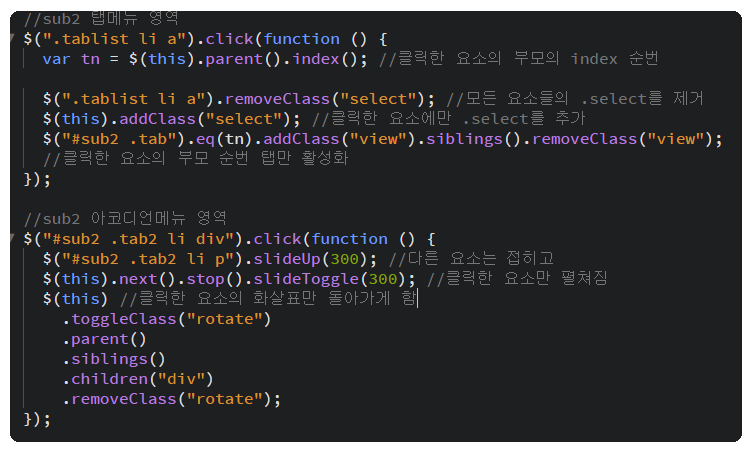 //sub2 탭메뉴 영역
$(".tablist li a").click(function () {
var tn = $(this).parent().index(); //클릭한 요소의 부모의 index 순번
$(".tablist li a").removeClass("select"); //모든 요소들의 .select를 제거
$(this).addClass("select"); //클릭한 요소에만 .select를 추가
$("#sub2 .tab").eq(tn).addClass("view").siblings().removeClass("view");
//클릭한 요소의 부모 순번 탭만 활성화
});
//sub2 아코디언메뉴 영역
$("#sub2 .tab2 li div").click(function () {
$("#sub2 .tab2 li p").slideUp(300); //다른 요소는 접히고
$(this).next().stop().slideToggle(300); //클릭한 요소만 펼쳐짐
$(this) //클릭한 요소의 화살표만 돌아가게 함
.toggleClass("rotate")
.parent()
.siblings()
.children("div")
.removeClass("rotate");
});